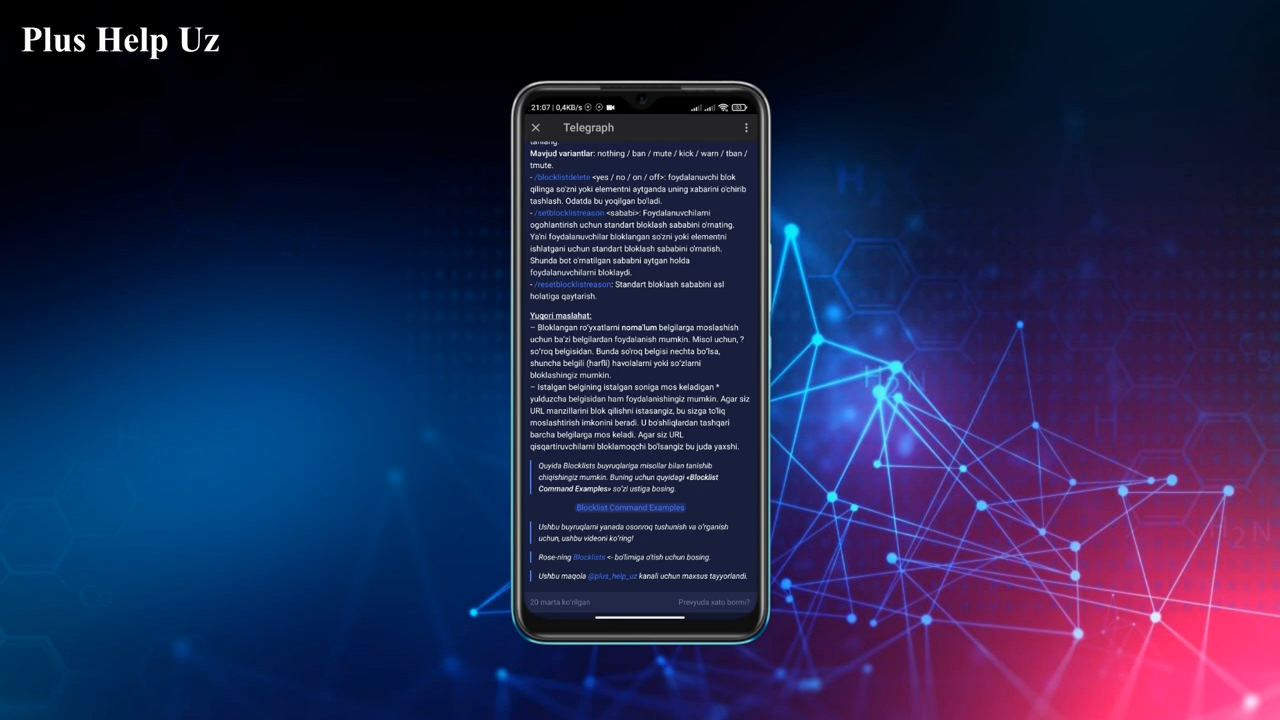 Plus Help Uz
21:07 | 0,4KB/s
Telegraph
tanlang.
Mavjud variantlar: nothing / ban / mute / kick / warn / tban /
tmute.
- /blocklistdelete <yes / no / on / off>: foydalanuvchi blok
qilinga so'zni yoki elementni aytganda uning xabarini o'chirib
tashlash. Odatda bu yoqilgan bo'ladi.
- /setblocklistreason <sababi>: Foydalanuvchilarni
ogohlantirish uchun standart bloklash sababini o'rnating.
Ya'ni foydalanuvchilar bloklangan so'zni yoki elementni
ishlatgani uchun standart bloklash sababini o'rnatish.
Shunda bot o'rnatilgan sababni aytgan holda
foydalanuvchilarni bloklaydi.
- /resetblocklistreason: Standart bloklash sababini asl
holatiga qaytarish.
Yuqori maslahat:
– Bloklangan ro'yxatlarni noma'lum belgilarga moslashish
uchun ba'zi belgilardan foydalanish mumkin. Misol uchun, ?
so'roq belgisidan. Bunda so'roq belgisi nechta bo'lsa,
shuncha belgili (harfli) havolalarni yoki so'zlarni
bloklashingiz mumkin.
– Istalgan belgining istalgan soniga mos keladigan *
yulduzcha belgisidan ham foydalanishingiz mumkin. Agar siz
URL manzillarini blok qilishni istasangiz, bu sizga to'liq
moslashtirish imkonini beradi. U bo'shliqlardan tashqari
barcha belgilarga mos keladi. Agar siz URL
qisqartiruvchilarni bloklamoqchi bo'lsangiz bu juda yaxshi.
Quyida Blocklists buyruqlariga misollar bilan tanishib
chiqishingiz mumkin. Buning uchun quyidagi «Blocklist
Command Examples» so'zi ustiga bosing.
Blocklist Command Examples
Ushbu buyruqlarni yanada osonroq tushunish va o'rganish
uchun, ushbu videoni ko'ring!
Rose-ning Blocklists <- bo'limiga o'tish uchun bosing.
Ushbu maqola @plus_help_uz kanali uchun maxsus tayyorlandi.
20 marta ko'rilgan
Prevyuda xato bormi?